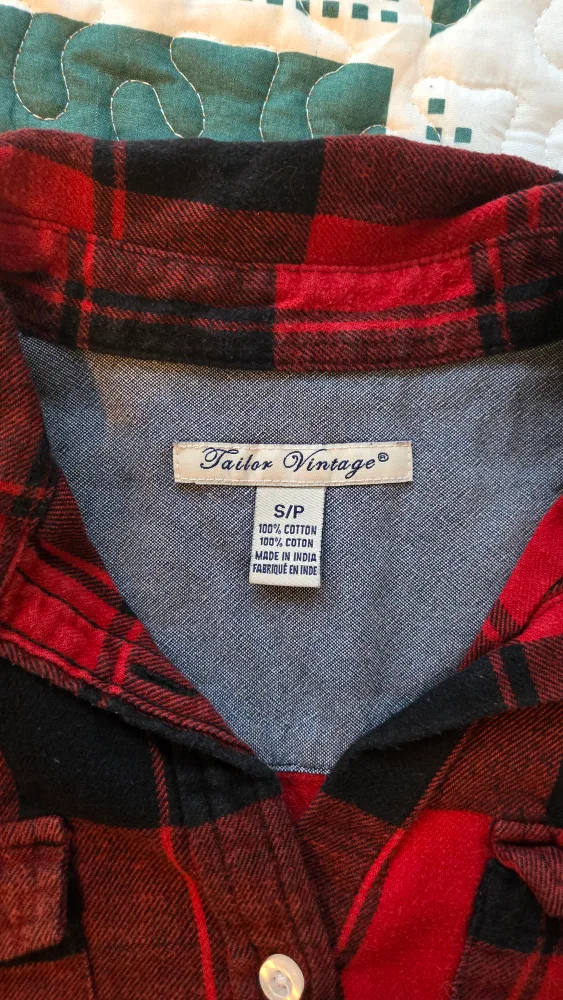 Tailor Vintage®
S/P
100% COTTON
100% COTON
MADE IN INDIA
FABRIQUÉ EN INDE